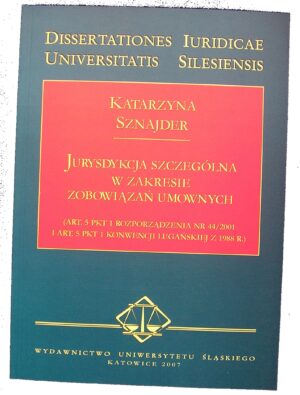 DISSERTATIONES IURIDICAE
UNIVERSITATIS SILESIENSIS
KATARZYNA
SZNAJDER
JURYSDYKCJA SZCZEGÓLNA
W ZAKRESIE
ZOBOWIĄZAŃ UMOWNYCH
(ART. 5 PKT 1 ROZPORZĄDZENIA NR 44/2001
I ART. 5 PKT 1 KONWENCJI LUGAŃSKIEJ Z 1988 R.)
WYDAWNICTWO UNIWERSYTETU ŚLĄSKIEGO
KATOWICE 2007